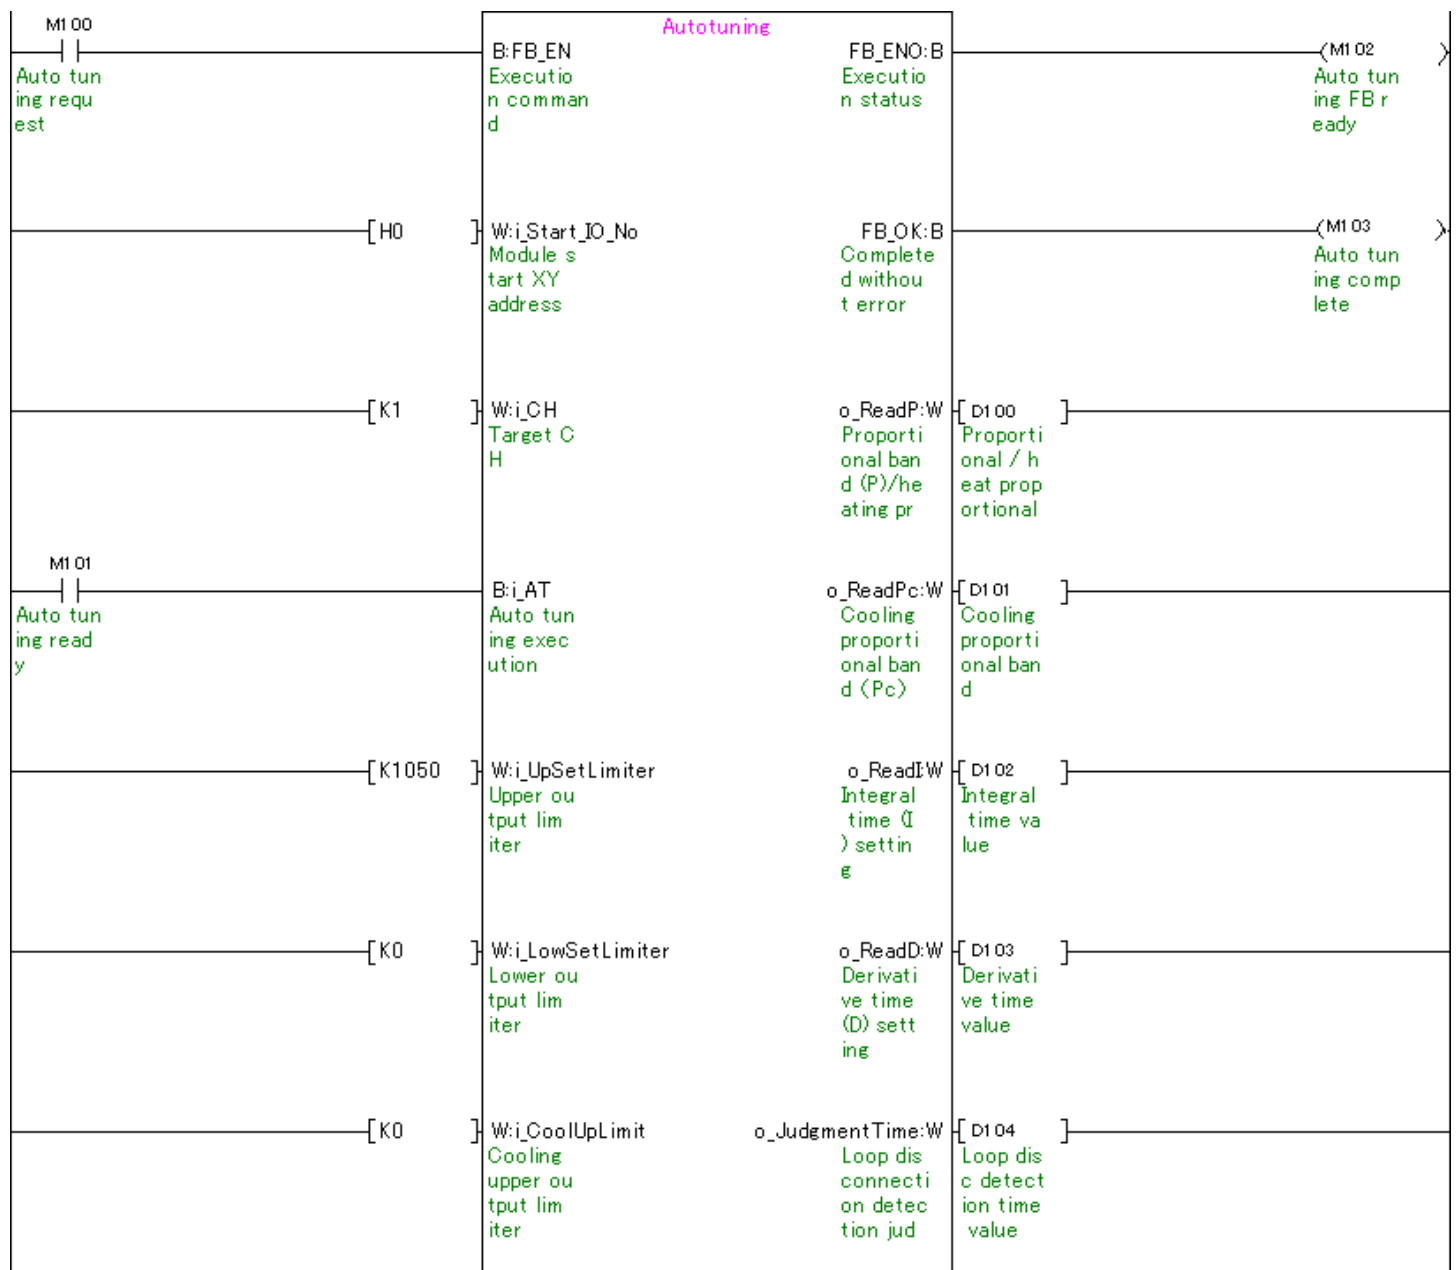 Autotuning
M100
B:FB_EN
FB_ENO:B
M102
Auto tun
ing requ
est
Executio
n comman
d
Executio
n status
Auto tun
ing FB r
eady
H0
W:i_Start_IO_No
FB_OK:B
M103
Module s
tart XY
address
Complete
d withou
t error
Auto tun
ing comp
lete
K1
W:i_CH
o_ReadP:W
D100
Target C
H
Proporti
onal ban
d (P)/he
ating pr
Proporti
onal / h
eat prop
ortional
M101
B:i_AT
o_ReadPc:W
D101
Auto tun
ing read
y
Auto tun
ing exec
ution
Cooling
proporti
onal ban
d (Pc)
Cooling
proporti
onal ban
d
K1050
W:i_UpSetLimiter
o_ReadI:W
D102
Upper ou
tput lim
iter
Integral
time (I
) settin
g
Integral
time va
lue
K0
W:i_LowSetLimiter
o_ReadD:W
D103
Lower ou
tput lim
iter
Derivati
ve time
(D) sett
ing
Derivati
ve time
value
K0
W:i_CoolUpLimit
o_JudgmentTime:W
D104
Cooling
upper ou
tput lim
iter
Loop dis
connecti
on detec
tion jud
Loop dis
c detect
ion time
value